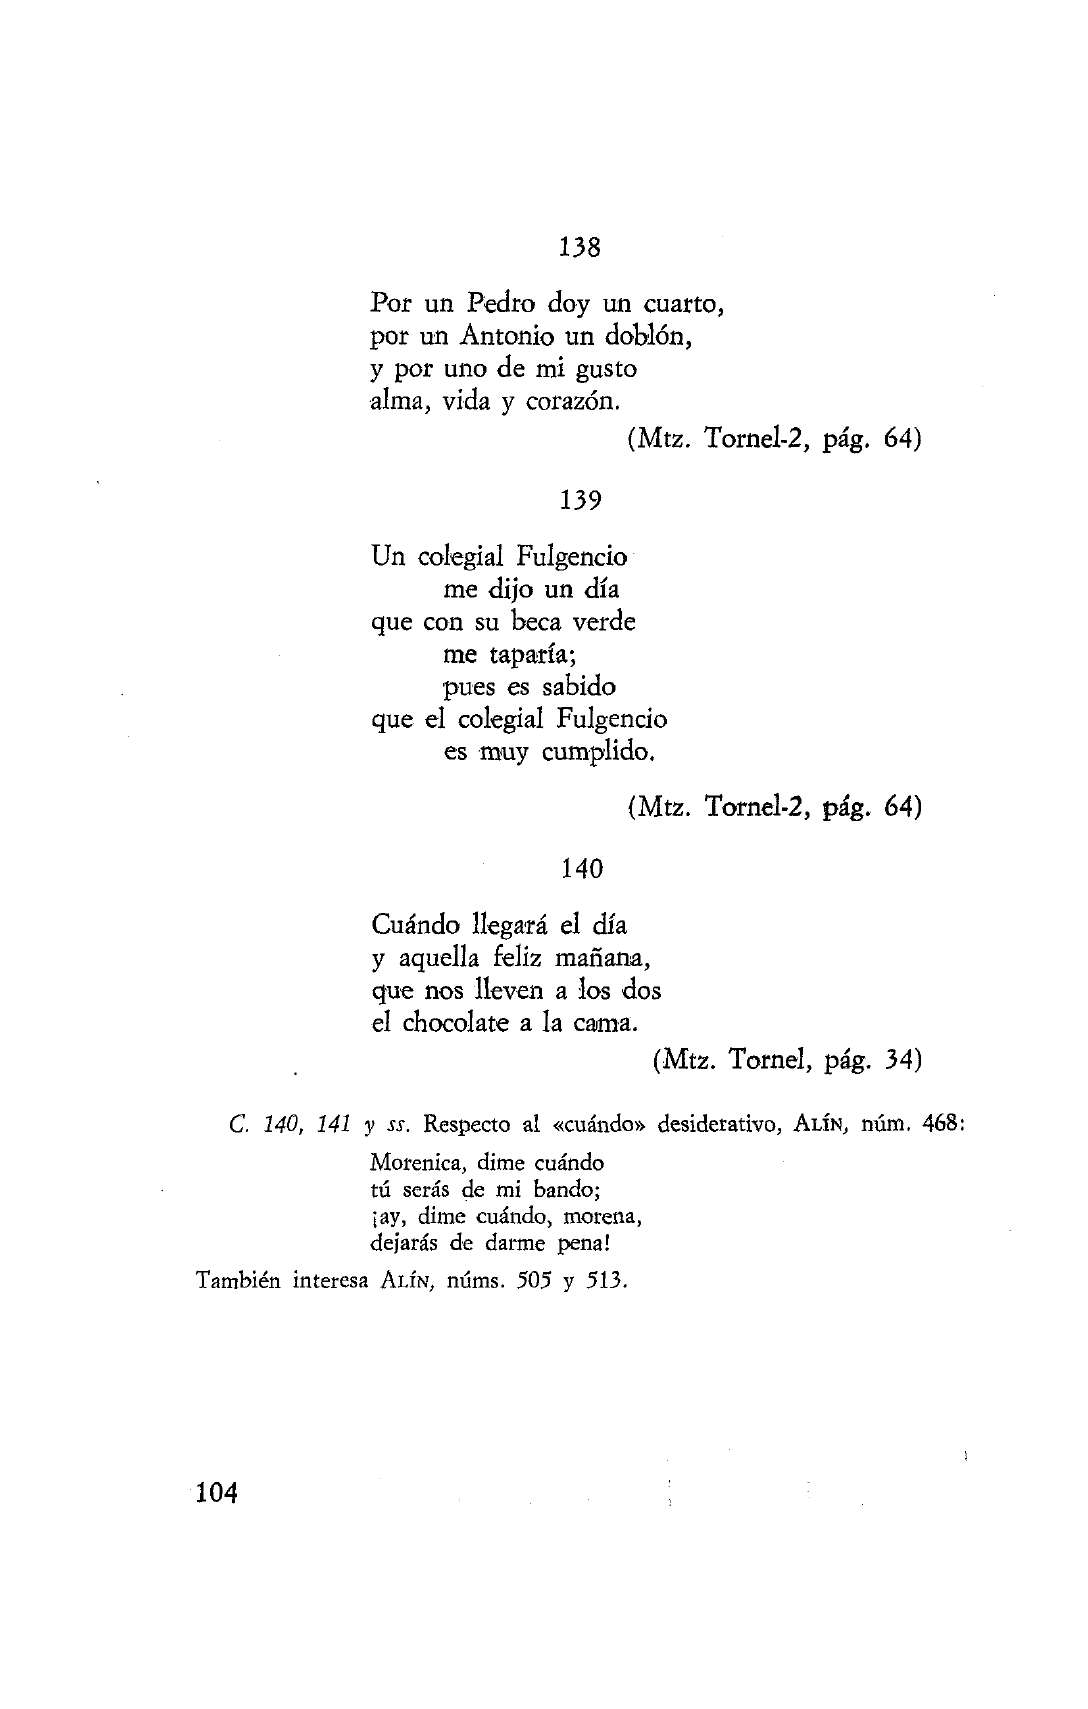 138
Por un Pedro doy un cuarto,
por un Antonio un doblón,
y por uno de mi gusto
alma, vida y corazón.
(Mtz. Tornel-2, pág. 64)
139
Un colegial Fulgencio
me dijo un día
que con su beca verde
me taparía;
pues es sabido
que el colegial Fulgencio
es muy cumplido.
(Mtz. Tornel-2, pág. 64)
140
Cuándo llegará el día
y aquella feliz mañana,
que nos lleven a los dos
el chocolate a la cama.
(Mtz. Tornel, pág. 34)
C. 140, 141 y ss. Respecto al «cuándo» desiderativo, ALÍN, núm. 468:
Morenica, dime cuándo
tú serás de mi bando;
¡ay, dime cuándo, morena,
dejarás de darme pena!
También interesa ALÍN, núms. 505 y 513.
104